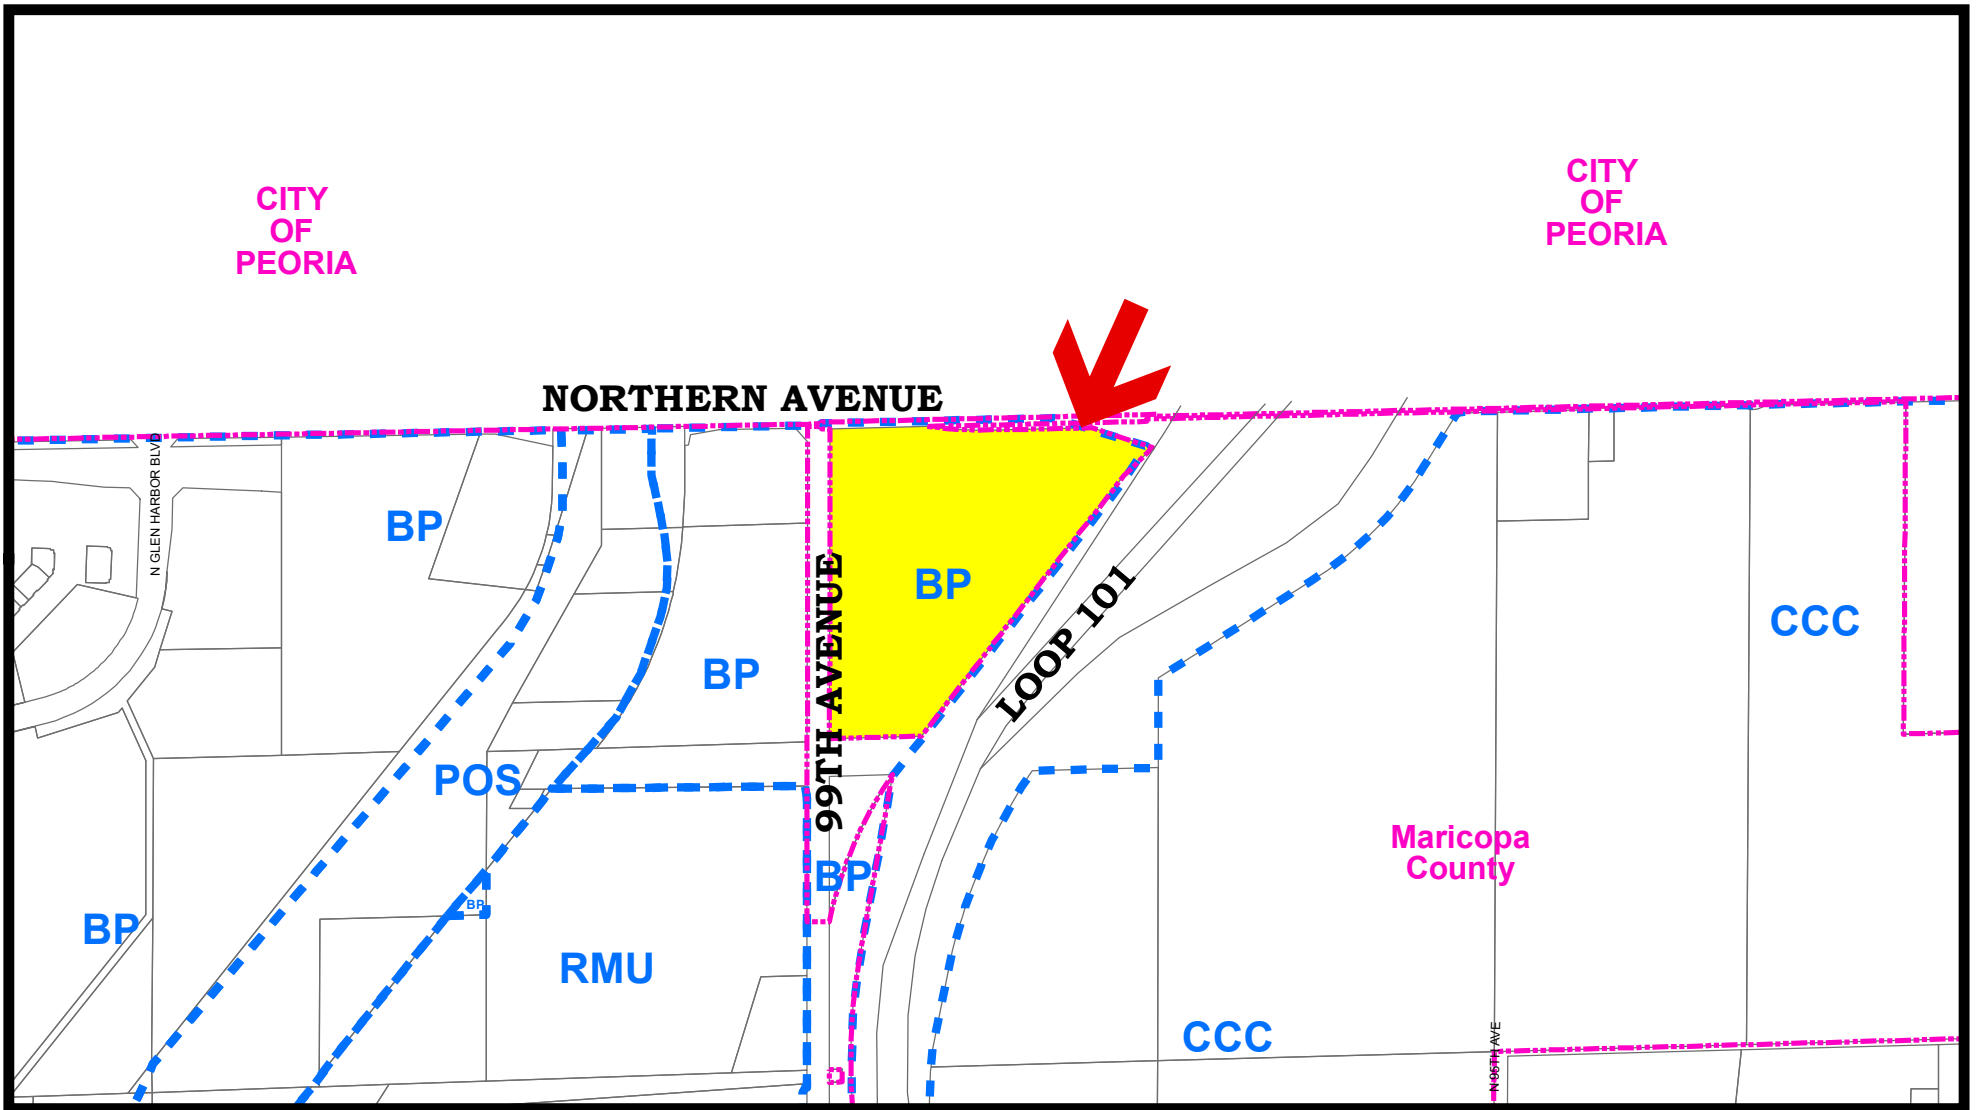 CITY
OF
PEORIA
CITY
OF
PEORIA
NORTHERN AVENUE
N GLEN HARBOR BLVD
BP
BP
99TH AVENUE
LOOP 101
CCC
BP
POS
Maricopa
County
BP
BP
BP
RMU
CCC
N 95TH AVE